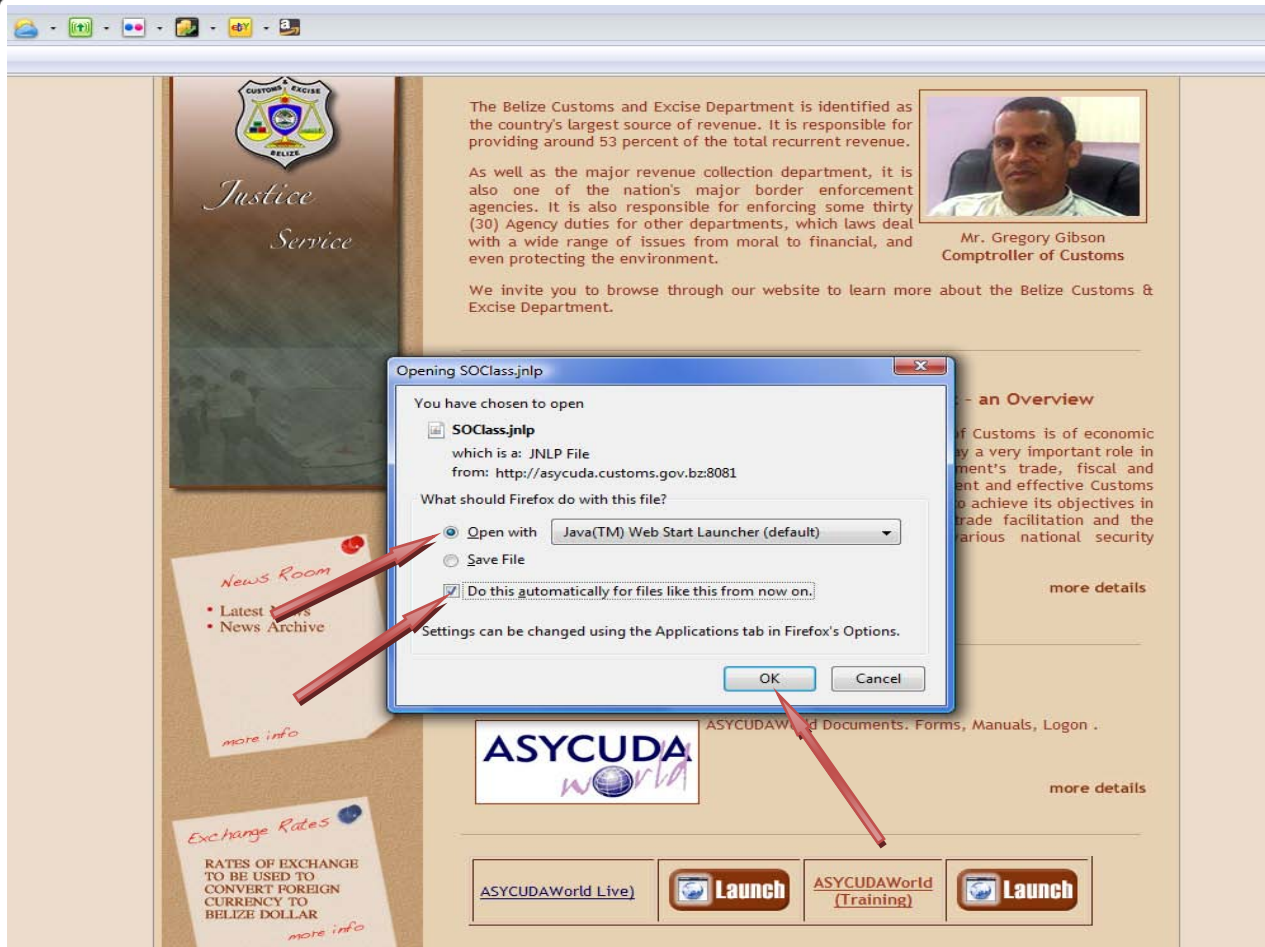 ebY
a
CUSTOMS & EXCISE
BELIZE
Justice
Service
The Belize Customs and Excise Department is identified as
the country's largest source of revenue. It is responsible for
providing around 53 percent of the total recurrent revenue.
As well as the major revenue collection department, it is
also one of the nation's major border enforcement
agencies. It is also responsible for enforcing some thirty
(30) Agency duties for other departments, which laws deal
with a wide range of issues from moral to financial, and
even protecting the environment.
Mr. Gregory Gibson
Comptroller of Customs
We invite you to browse through our website to learn more about the Belize Customs &
Excise Department.
Opening SOClass.jnlp
You have chosen to open
SOClass.jnlp
which is a: JNLP File
from: http://asycuda.customs.gov.bz:8081
What should Firefox do with this file?
Open with Java(TM) Web Start Launcher (default)
Save File
Do this automatically for files like this from now on.
Settings can be changed using the Applications tab in Firefox's Options.
OK Cancel
- an Overview
of Customs is of economic
a very important role in
trade, fiscal and
and effective Customs
achieve its objectives in
trade facilitation and the
various national security
more details
News Room
• Latest News
• News Archive
more info
ASYCUDA
world
ASYCUDAWorld Documents. Forms, Manuals, Logon .
more details
Exchange Rates
RATES OF EXCHANGE
TO BE USED TO
CONVERT FOREIGN
CURRENCY TO
BELIZE DOLLAR
more info
ASYCUDAWorld Live)
Launch
ASYCUDAWorld
(Training)
Launch